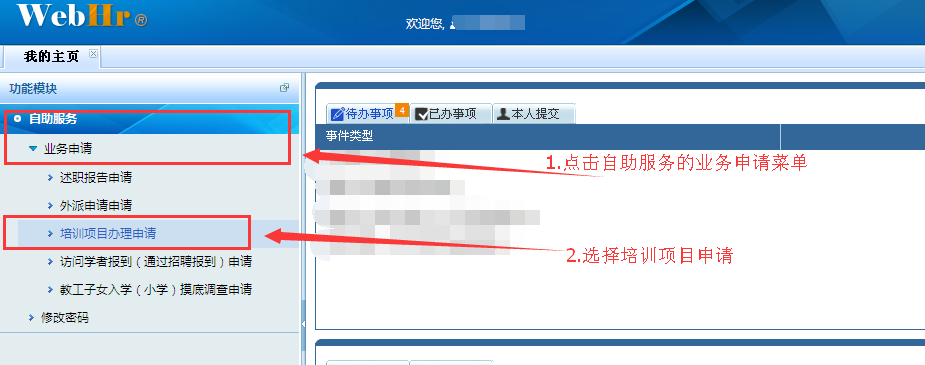 WebHr®
欢迎您,
我的主页
功能模块
自助服务
业务申请
述职报告申请
外派申请申请
培训项目办理申请
访问学者报到（通过招聘报到）申请
教工子女入学（小学）摸底调查申请
修改密码
待办事项 4
已办事项
本人提交
事件类型
1.点击自助服务的业务申请菜单
2.选择培训项目申请